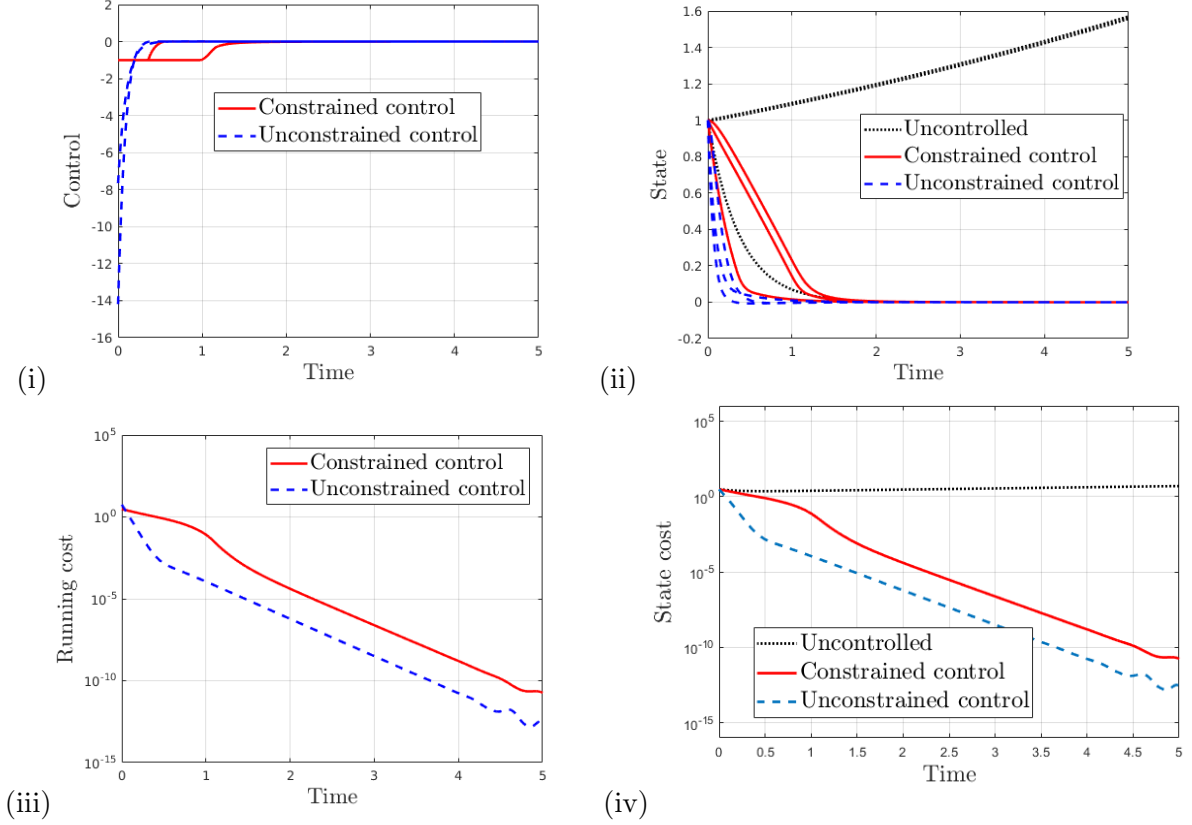 2
0
-2
-4
-6
-8
-10
-12
-14
-16
Control
Constrained control
Unconstrained control
0 1 2 3 4 5
Time
(i)
1.6
1.4
1.2
1
0.8
0.6
0.4
0.2
0
-0.2
State
Uncontrolled
Constrained control
Unconstrained control
0 1 2 3 4 5
Time
(ii)
10^5
10^0
10^-5
10^-10
10^-15
Running cost
Constrained control
Unconstrained control
0 1 2 3 4 5
Time
(iii)
10^5
10^0
10^-5
10^-10
10^-15
State cost
Uncontrolled
Constrained control
Unconstrained control
0 0.5 1 1.5 2 2.5 3 3.5 4 4.5 5
Time
(iv)